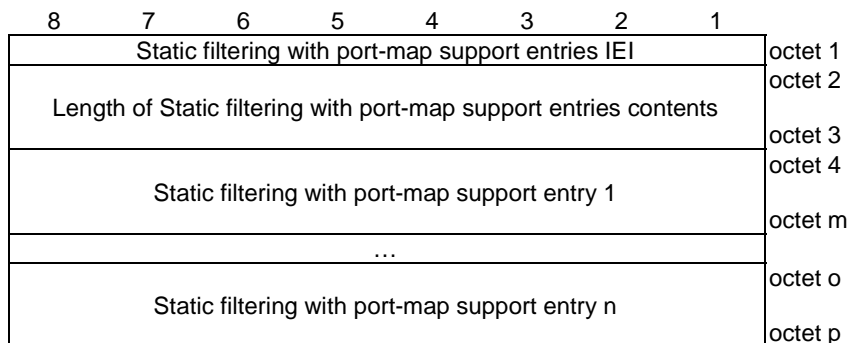 8 7 6 5 4 3 2 1
Static filtering with port-map support entries IEI octet 1
octet 2
Length of Static filtering with port-map support entries contents
octet 3
octet 4
Static filtering with port-map support entry 1
octet m
…
octet o
Static filtering with port-map support entry n
octet p